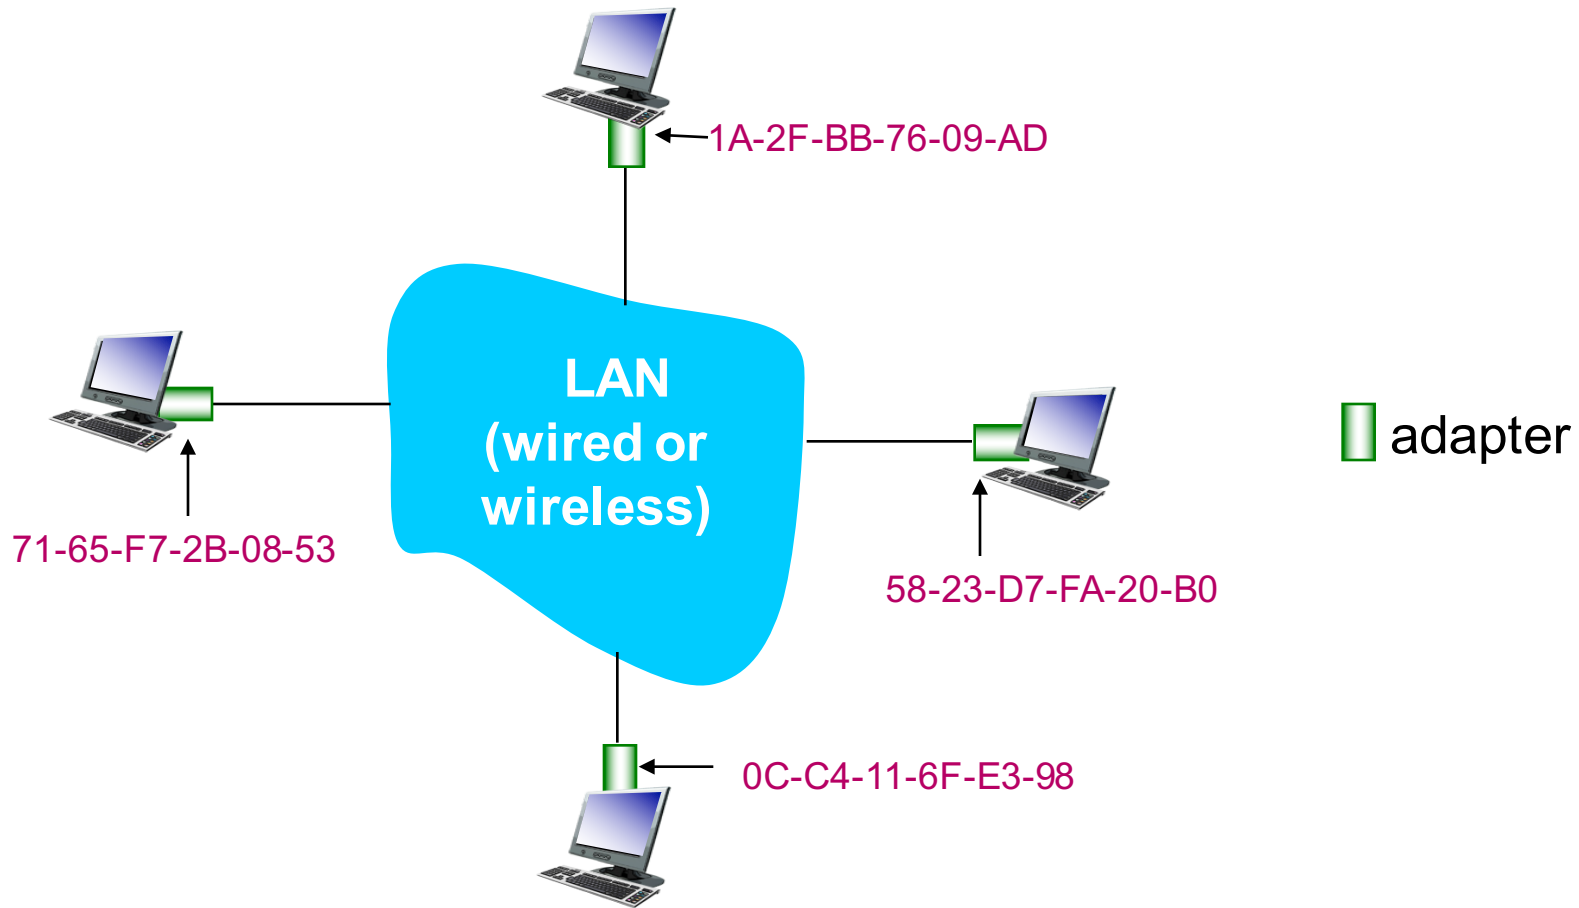 1A-2F-BB-76-09-AD
LAN
(wired or
wireless)
adapter
71-65-F7-2B-08-53
58-23-D7-FA-20-B0
0C-C4-11-6F-E3-98